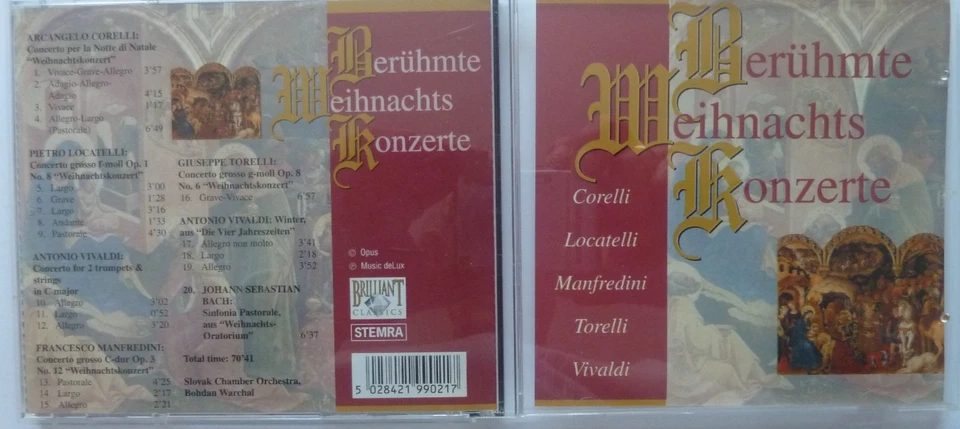 ARCANGELO CORELLI:
Concerto per la Notte di Natale
"Weihnachtskonzert"
1. Vivace-Grave-Allegro 3'57
2. Adagio-Allegro-
Adagio 4'15
3. Vivace 1'17
4. Allegro-Largo
(Pastorale) 6'49
PIETRO LOCATELLI:
Concerto grosso f-moll Op. 1
No. 8 "Weihnachtskonzert"
5. Largo 3'00
6. Grave 1'28
7. Largo 3'16
8. Andante 1'33
9. Pastorale 4'30
ANTONIO VIVALDI:
Concerto for 2 trumpets &
strings
in C-major
10. Allegro 3'02
11. Largo 0'52
12. Allegro 3'20
FRANCESCO MANFREDINI:
Concerto grosso C-dur Op. 3
No. 12 "Weihnachtskonzert"
13. Pastorale 4'25
14. Largo 2'17
15. Allegro 2'21
GIUSEPPE TORELLI:
Concerto grosso g-moll Op. 8
No. 6 "Weihnachtskonzert"
16. Grave-Vivace 6'57
ANTONIO VIVALDI: Winter,
aus "Die Vier Jahreszeiten"
17. Allegro non molto 3'41
18. Largo 2'18
19. Allegro 3'52
20. JOHANN SEBASTIAN
BACH:
Sinfonia Pastorale,
aus "Weihnachts-
Oratorium" 6'37
Total time: 70'41
Slovak Chamber Orchestra,
Bohdan Warchal
Berühmte
Weihnachts
Konzerte
© Opus
℗ Music deLux
BRILLIANT
CLASSICS
STEMRA
5 028421 990217
Berühmte
Weihnachts
Konzerte
Corelli
Locatelli
Manfredini
Torelli
Vivaldi